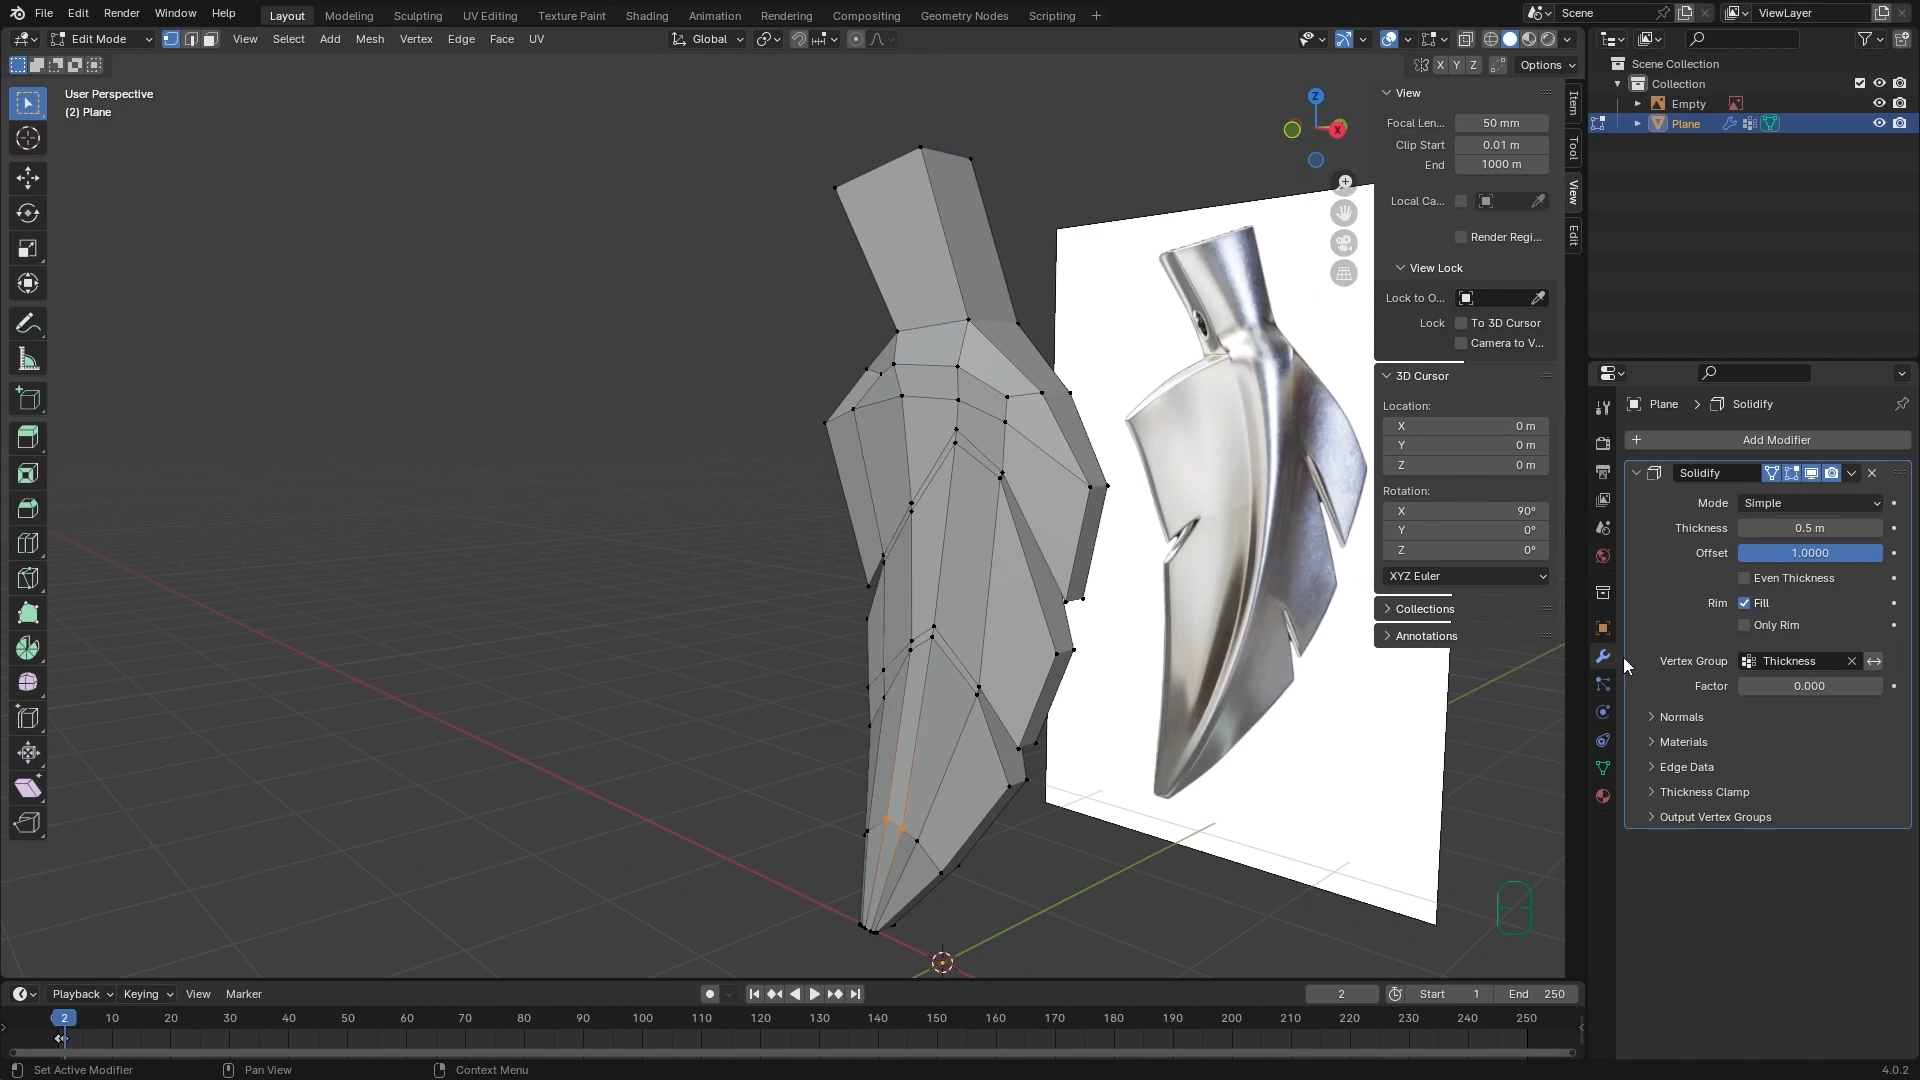 File Edit Render Window Help Layout Modeling Sculpting UV Editing Texture Paint Shading Animation Rendering Compositing Geometry Nodes Scripting + Scene ViewLayer
Edit Mode View Select Add Mesh Vertex Edge Face UV Global
X Y Z Options
User Perspective
(2) Plane
Z
X
View
Focal Len... 50 mm
Clip Start 0.01 m
End 1000 m
Local Ca...
Render Regi...
View Lock
Lock to O...
Lock To 3D Cursor
Camera to V...
3D Cursor
Location:
X 0 m
Y 0 m
Z 0 m
Rotation:
X 90°
Y 0°
Z 0°
XYZ Euler
Collections
Annotations
Item
Tool
View
Edit
Scene Collection
Collection
Empty
Plane
Plane > Solidify
+ Add Modifier
Solidify
Mode Simple
Thickness 0.5 m
Offset 1.0000
Even Thickness
Rim Fill
Only Rim
Vertex Group Thickness
Factor 0.000
Normals
Materials
Edge Data
Thickness Clamp
Output Vertex Groups
Playback Keying View Marker 2 Start 1 End 250
2 10 20 30 40 50 60 70 80 90 100 110 120 130 140 150 160 170 180 190 200 210 220 230 240 250
Set Active Modifier Pan View Context Menu 4.0.2